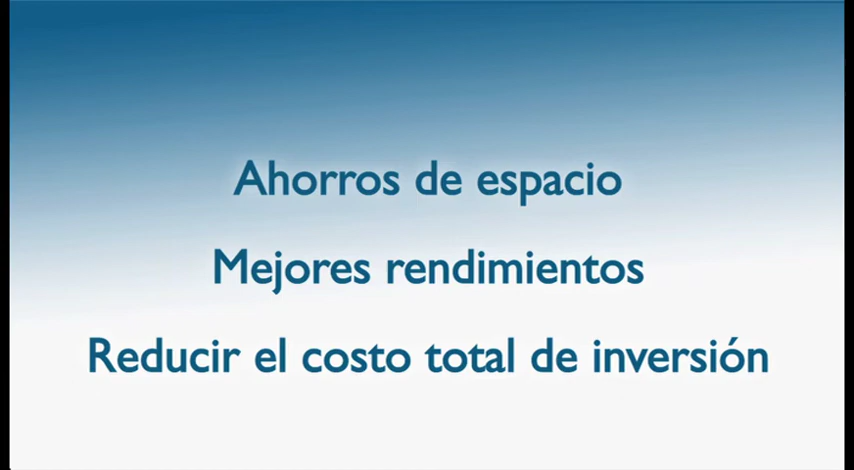 Ahorros de espacio
Mejores rendimientos
Reducir el costo total de inversión